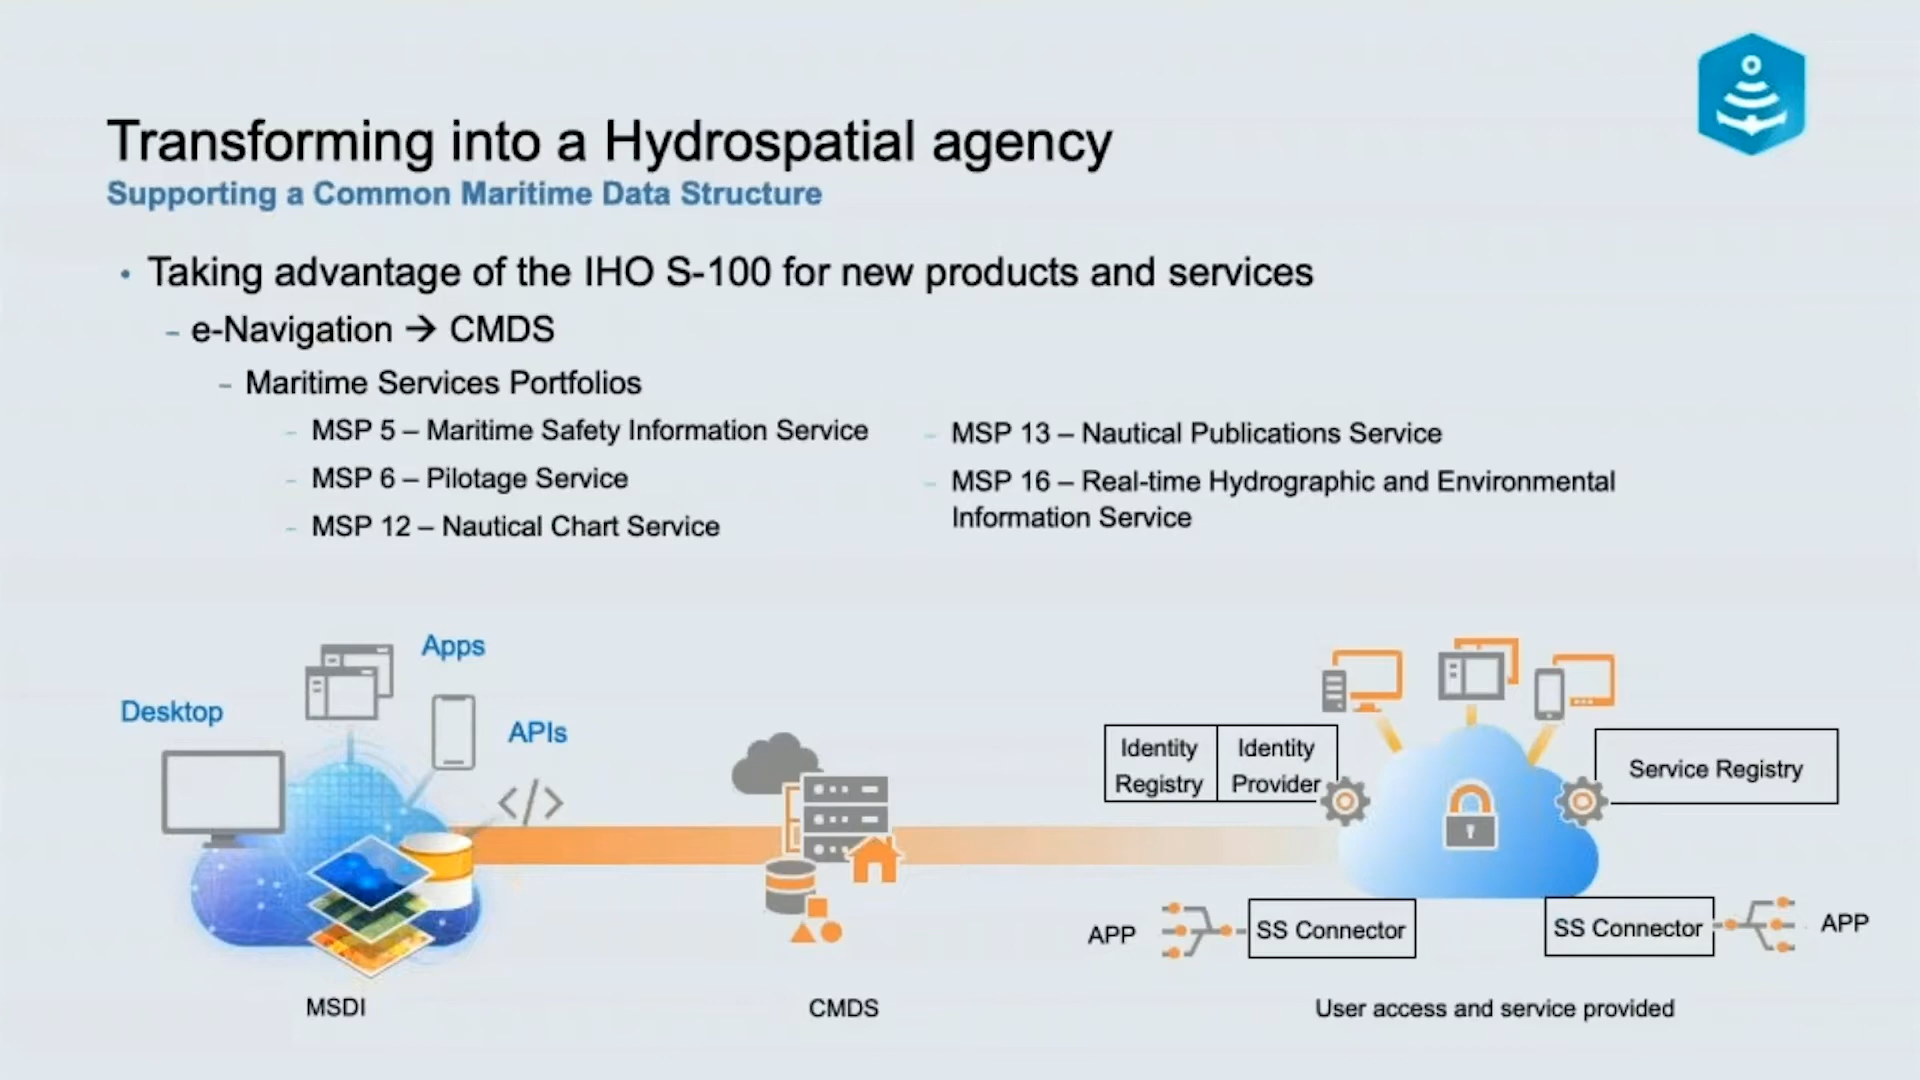 Transforming into a Hydrospatial agency
Supporting a Common Maritime Data Structure
• Taking advantage of the IHO S-100 for new products and services
- e-Navigation → CMDS
- Maritime Services Portfolios
- MSP 5 – Maritime Safety Information Service
- MSP 6 – Pilotage Service
- MSP 12 – Nautical Chart Service
- MSP 13 – Nautical Publications Service
- MSP 16 – Real-time Hydrographic and Environmental
Information Service
Apps
Desktop
APIs
</>
MSDI
CMDS
Identity
Registry
Identity
Provider
Service Registry
APP
SS Connector
SS Connector
APP
User access and service provided